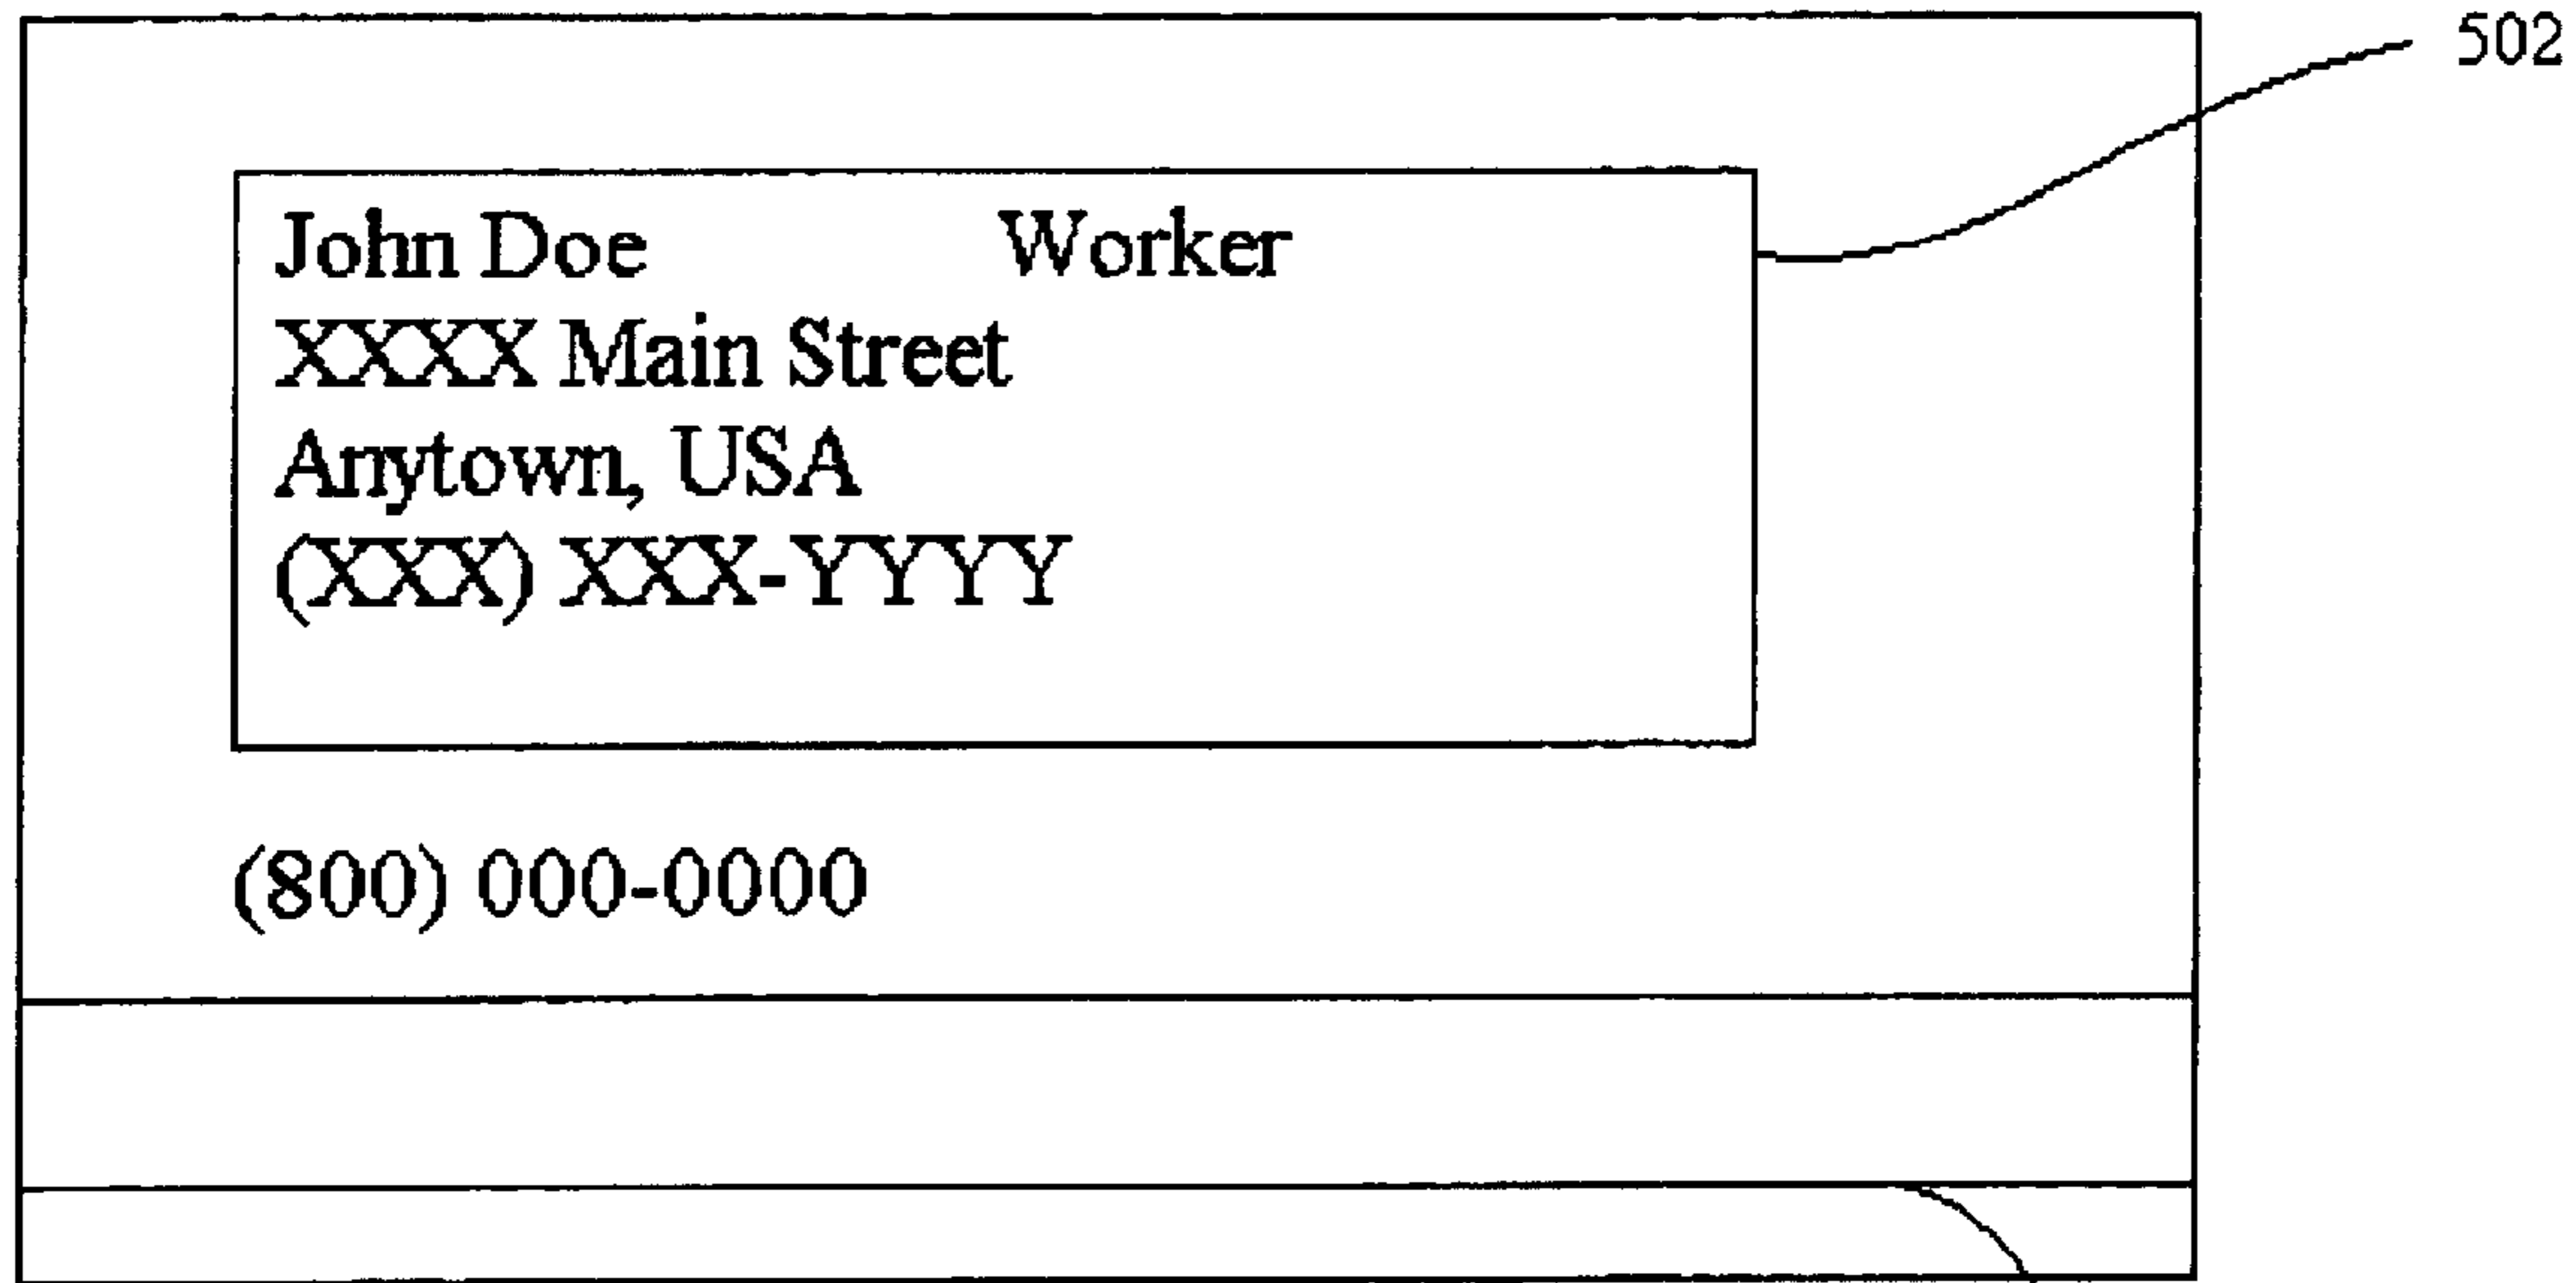 502
John Doe Worker
XXXX Main Street
Anytown, USA
(XXX) XXX-YYYY
(800) 000-0000